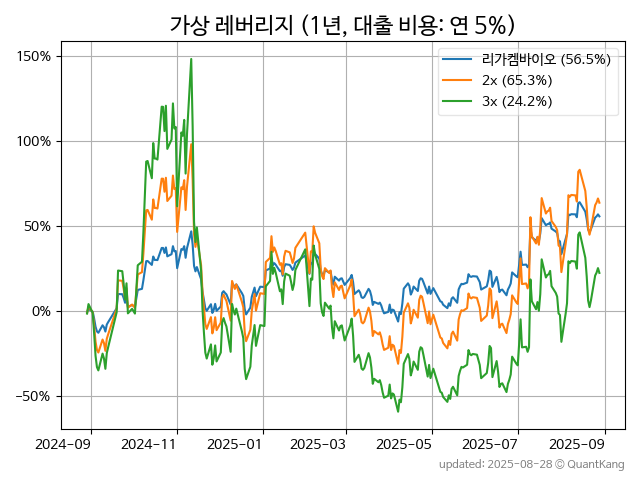 가상 레버리지 (1년, 대출 비용: 연 5%)
150%
100%
50%
0%
−50%
리가켐바이오 (56.5%)
2x (65.3%)
3x (24.2%)
2024-09
2024-11
2025-01
2025-03
2025-05
2025-07
2025-09
updated: 2025-08-28 © QuantKang